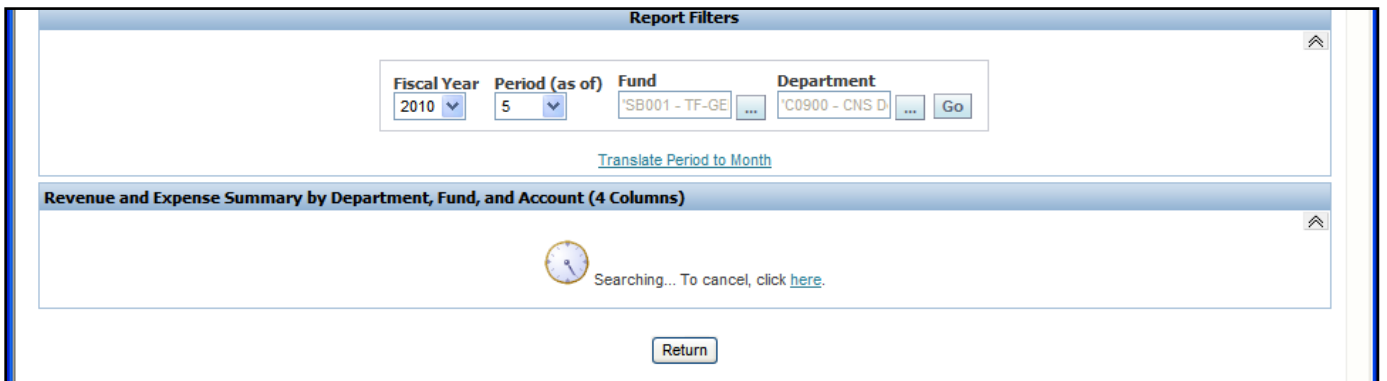 Report Filters
Fiscal Year Period (as of) Fund Department
2010 5 'SB001 - TF-GE ... 'C0900 - CNS D ... Go
Translate Period to Month
Revenue and Expense Summary by Department, Fund, and Account (4 Columns)
Searching... To cancel, click here.
Return